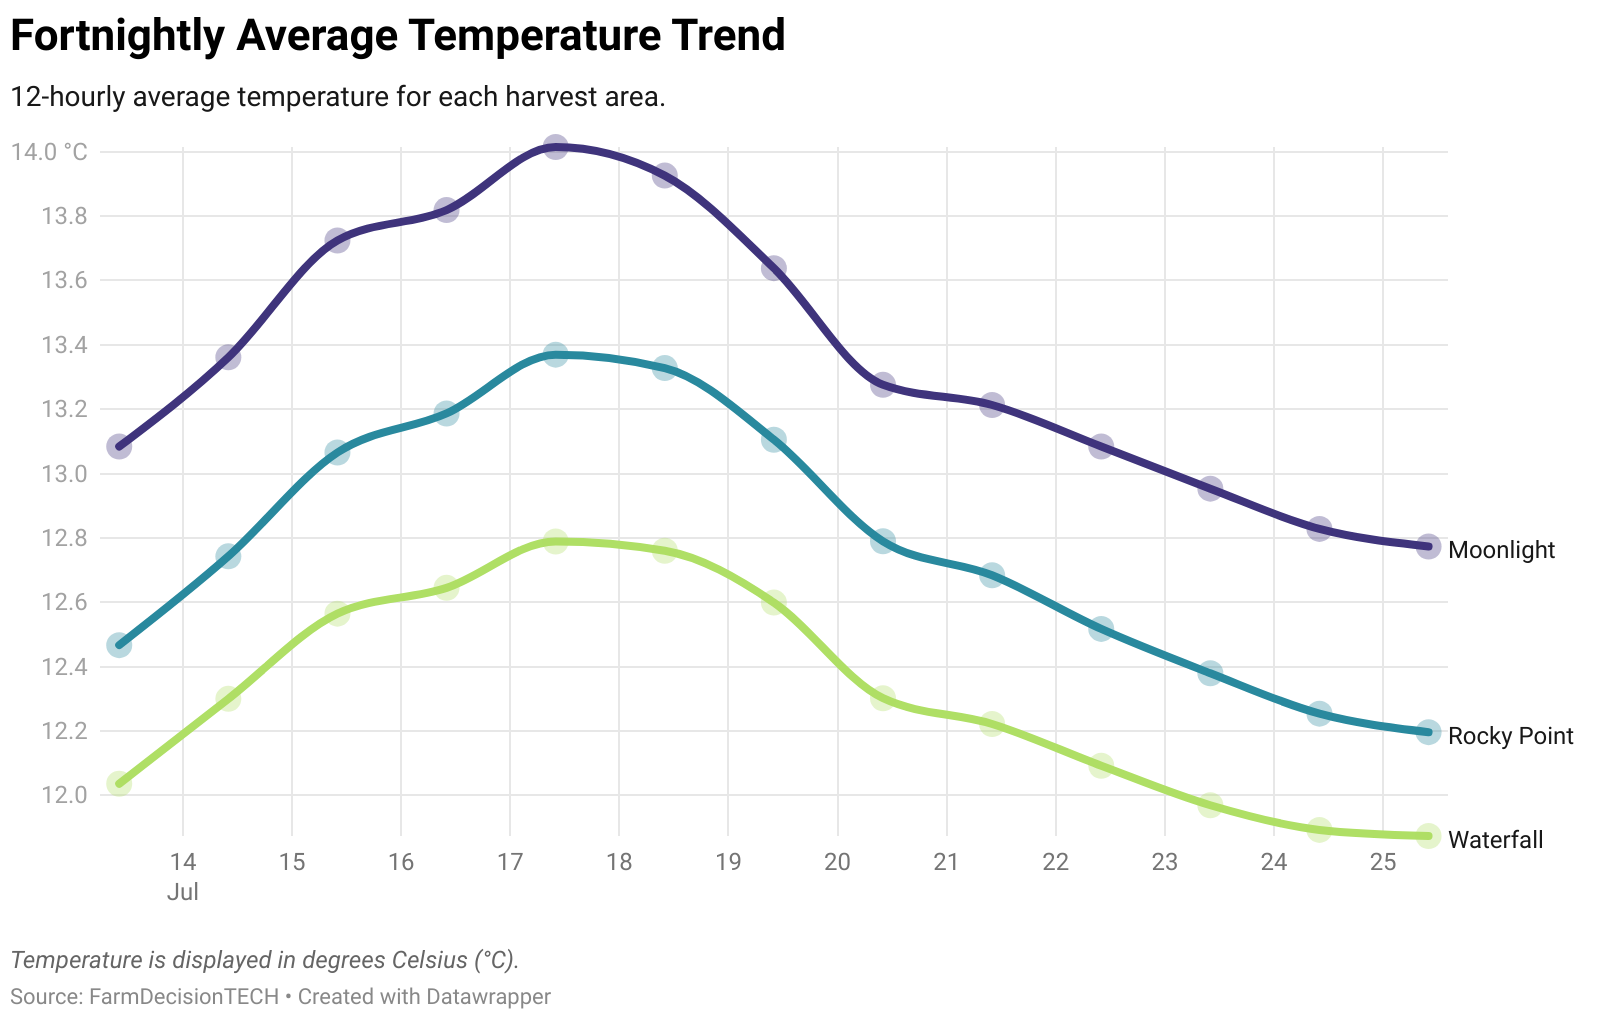 Fortnightly Average Temperature Trend
12-hourly average temperature for each harvest area.
14.0 °C
13.8
13.6
13.4
13.2
13.0
12.8
12.6
12.4
12.2
12.0
Moonlight
Rocky Point
Waterfall
14 15 16 17 18 19 20 21 22 23 24 25
Jul
Temperature is displayed in degrees Celsius (°C).
Source: FarmDecisionTECH • Created with Datawrapper